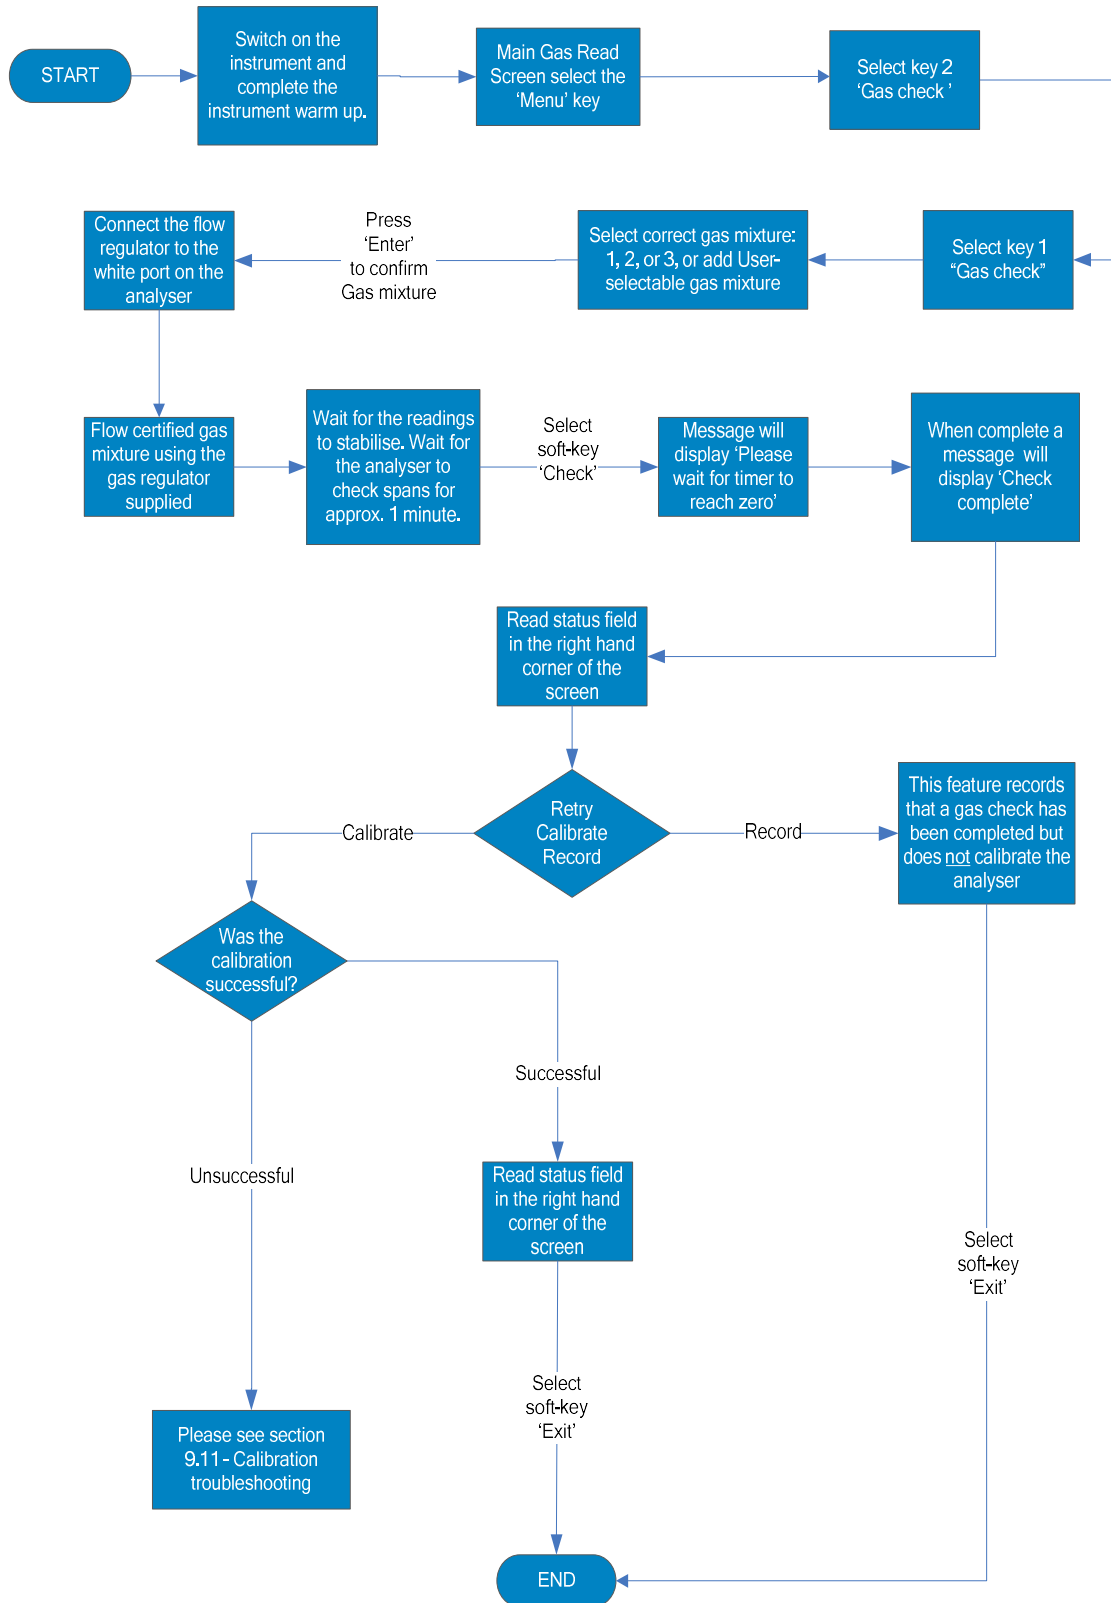 START
Switch on the
instrument and
complete the
instrument warm up.
Main Gas Read
Screen select the
‘Menu’ key
Select key 2
‘Gas check ’
Select key 1
“Gas check”
Select correct gas mixture:
1, 2, or 3, or add User-
selectable gas mixture
Press
‘Enter’
to confirm
Gas mixture
Connect the flow
regulator to the
white port on the
analyser
Flow certified gas
mixture using the
gas regulator
supplied
Wait for the readings
to stabilise. Wait for
the analyser to
check spans for
approx. 1 minute.
Select
soft-key
‘Check’
Message will
display ‘Please
wait for timer to
reach zero’
When complete a
message will
display ‘Check
complete’
Read status field
in the right hand
corner of the
screen
Retry
Calibrate
Record
Calibrate
Record
This feature records
that a gas check has
been completed but
does not calibrate the
analyser
Was the
calibration
successful?
Successful
Unsuccessful
Read status field
in the right hand
corner of the
screen
Select
soft-key
‘Exit’
Select
soft-key
‘Exit’
Please see section
9.11 - Calibration
troubleshooting
END